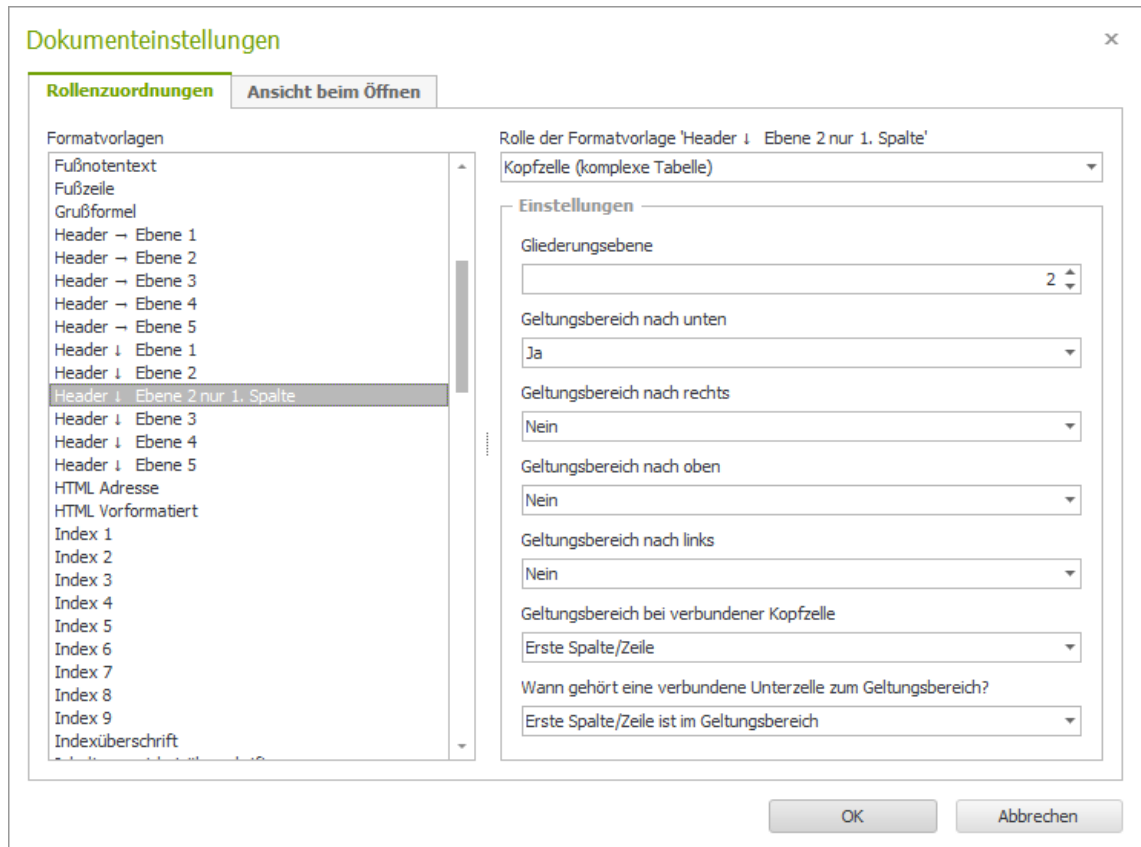 Dokumenteinstellungen
Rollenzuordnungen
Ansicht beim Öffnen
Formatvorlagen
Fußnotentext
Fußzeile
Grußformel
Header → Ebene 1
Header → Ebene 2
Header → Ebene 3
Header → Ebene 4
Header → Ebene 5
Header ↓ Ebene 1
Header ↓ Ebene 2
Header ↓ Ebene 2 nur 1. Spalte
Header ↓ Ebene 3
Header ↓ Ebene 4
Header ↓ Ebene 5
HTML Adresse
HTML Vorformatiert
Index 1
Index 2
Index 3
Index 4
Index 5
Index 6
Index 7
Index 8
Index 9
Indexüberschrift
Rolle der Formatvorlage 'Header ↓ Ebene 2 nur 1. Spalte'
Kopfzelle (komplexe Tabelle)
Einstellungen
Gliederungsebene
2
Geltungsbereich nach unten
Ja
Geltungsbereich nach rechts
Nein
Geltungsbereich nach oben
Nein
Geltungsbereich nach links
Nein
Geltungsbereich bei verbundener Kopfzelle
Erste Spalte/Zeile
Wann gehört eine verbundene Unterzelle zum Geltungsbereich?
Erste Spalte/Zeile ist im Geltungsbereich
OK
Abbrechen